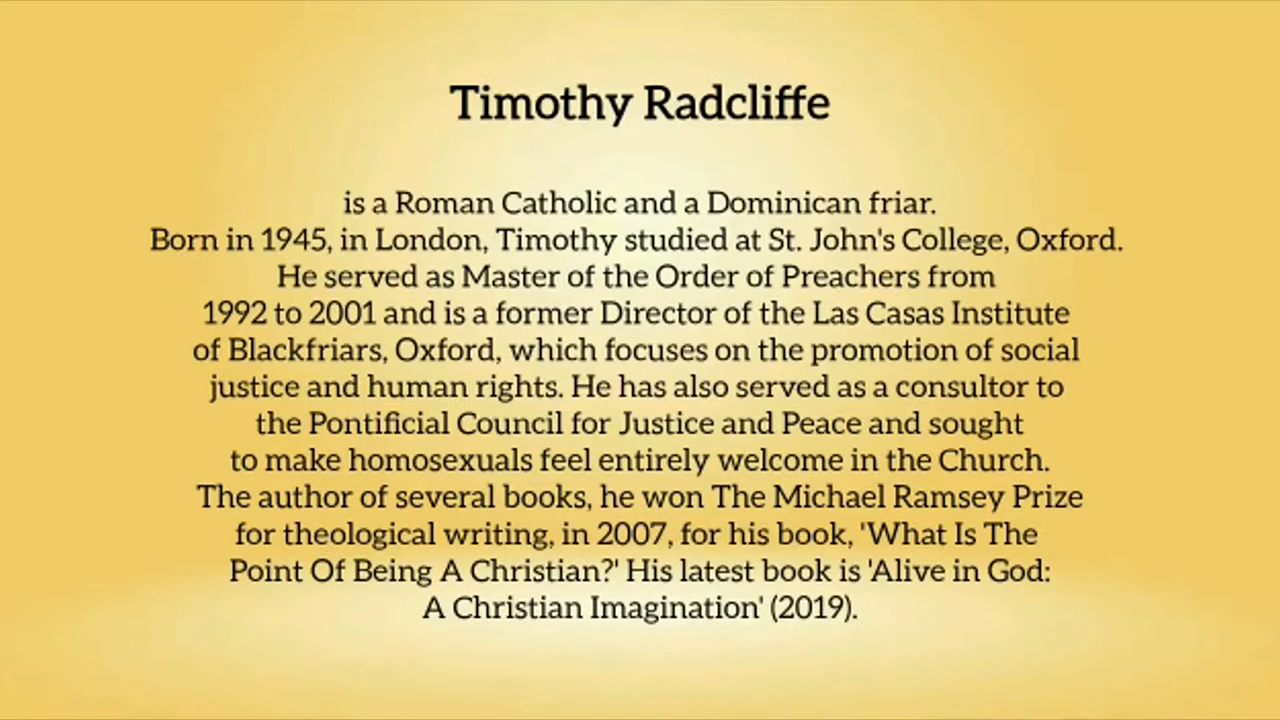 Timothy Radcliffe
is a Roman Catholic and a Dominican friar.
Born in 1945, in London, Timothy studied at St. John's College, Oxford.
He served as Master of the Order of Preachers from
1992 to 2001 and is a former Director of the Las Casas Institute
of Blackfriars, Oxford, which focuses on the promotion of social
justice and human rights. He has also served as a consultor to
the Pontificial Council for Justice and Peace and sought
to make homosexuals feel entirely welcome in the Church.
The author of several books, he won The Michael Ramsey Prize
for theological writing, in 2007, for his book, 'What Is The
Point Of Being A Christian?' His latest book is 'Alive in God:
A Christian Imagination' (2019).